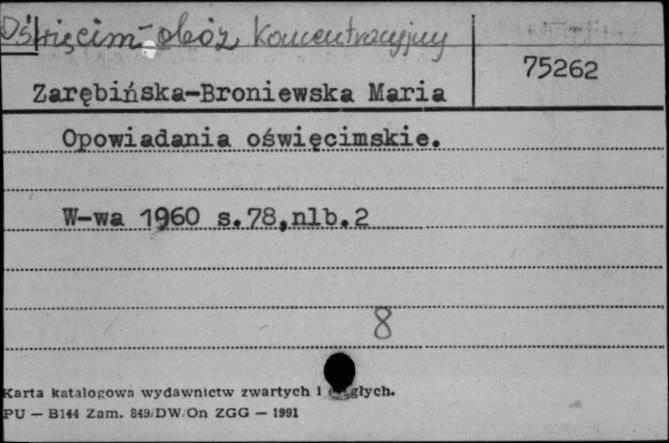 Oświęcim - obóz koncentracyjny
75262
Zarębińska-Broniewska Maria
Opowiadania oświęcimskie.
W-wa 1960 s.78,nlb.2
8
Karta katalogowa wydawnictw zwartych i głych.
PU — B144 Zam. 849/DW/On ZGG — 1991